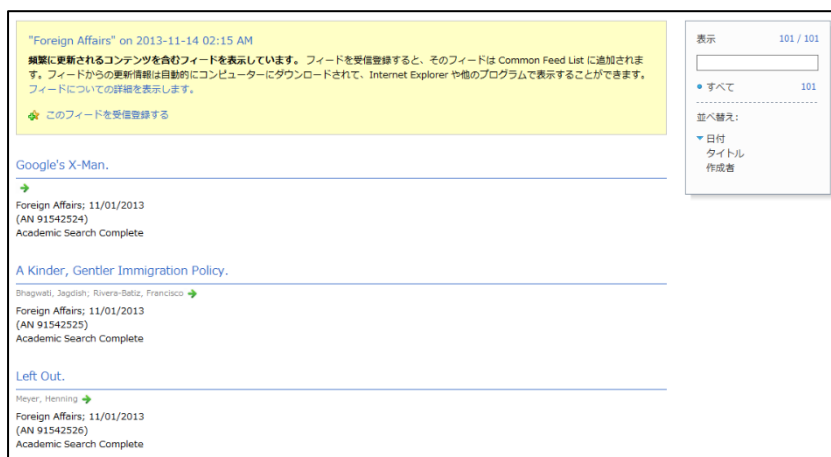 "Foreign Affairs" on 2013-11-14 02:15 AM
頻繁に更新されるコンテンツを含むフィードを表示しています。 フィードを受信登録すると、そのフィードは Common Feed List に追加されま
す。フィードからの更新情報は自動的にコンピューターにダウンロードされて、Internet Explorer や他のプログラムで表示することができます。
フィードについての詳細を表示します。
このフィードを受信登録する
Google's X-Man.
Foreign Affairs; 11/01/2013
(AN 91542524)
Academic Search Complete
A Kinder, Gentler Immigration Policy.
Bhagwati, Jagdish; Rivera-Batiz, Francisco
Foreign Affairs; 11/01/2013
(AN 91542525)
Academic Search Complete
Left Out.
Meyer, Henning
Foreign Affairs; 11/01/2013
(AN 91542526)
Academic Search Complete
表示 101 / 101
すべて 101
並べ替え:
日付
タイトル
作成者